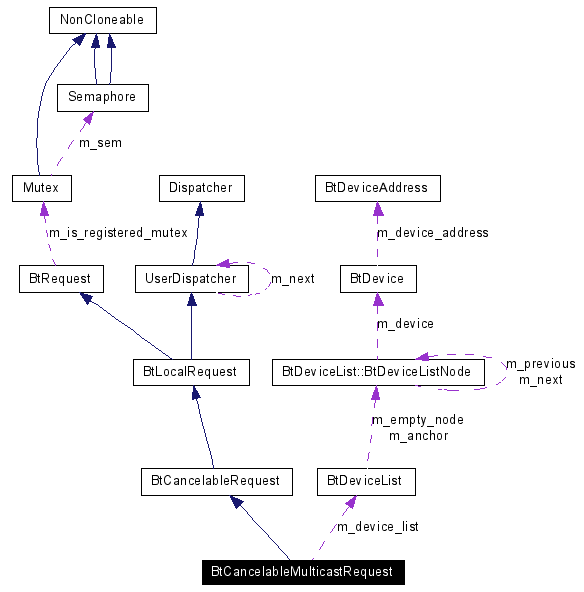 NonCloneable
Semaphore
m_sem
Mutex
Dispatcher
BtDeviceAddress
m_is_registered_mutex
m_device_address
BtRequest
UserDispatcher
m_next
BtDevice
m_device
BtLocalRequest
BtDeviceList::BtDeviceListNode
m_previous
m_next
m_empty_node
m_anchor
BtCancelableRequest
BtDeviceList
m_device_list
BtCancelableMulticastRequest